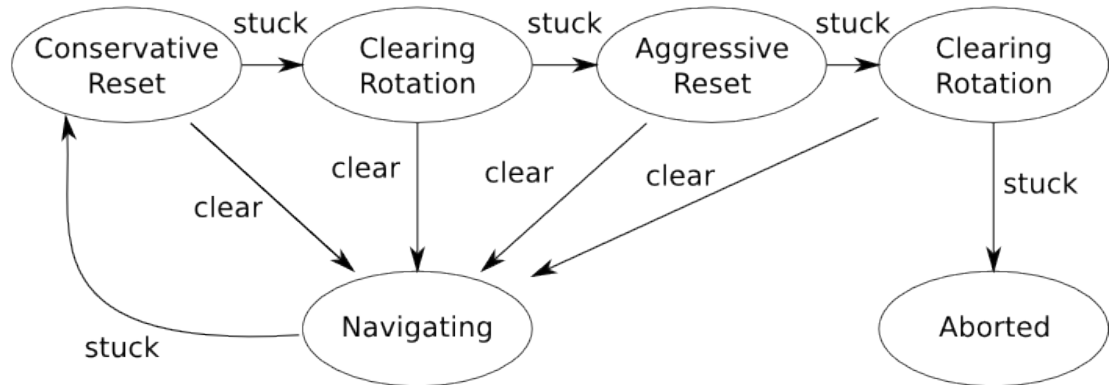 stuck
stuck
stuck
Conservative
Reset
Clearing
Rotation
Aggressive
Reset
Clearing
Rotation
clear
clear
clear
clear
stuck
stuck
Navigating
Aborted